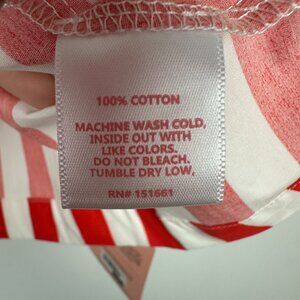 100% COTTON
MACHINE WASH COLD,
INSIDE OUT WITH
LIKE COLORS.
DO NOT BLEACH.
TUMBLE DRY LOW,
RN# 151661